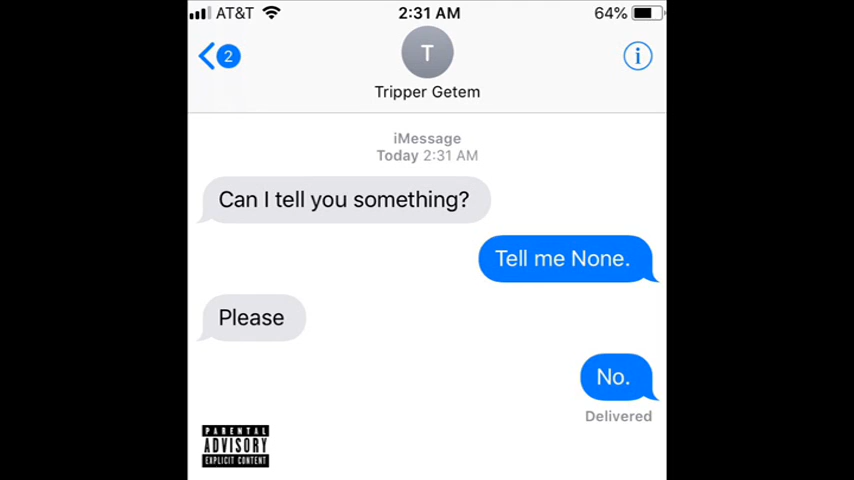 AT&T 2:31 AM 64%
2
T
i
Tripper Getem
iMessage
Today 2:31 AM
Can I tell you something?
Tell me None.
Please
No.
Delivered
PARENTAL
ADVISORY
EXPLICIT CONTENT